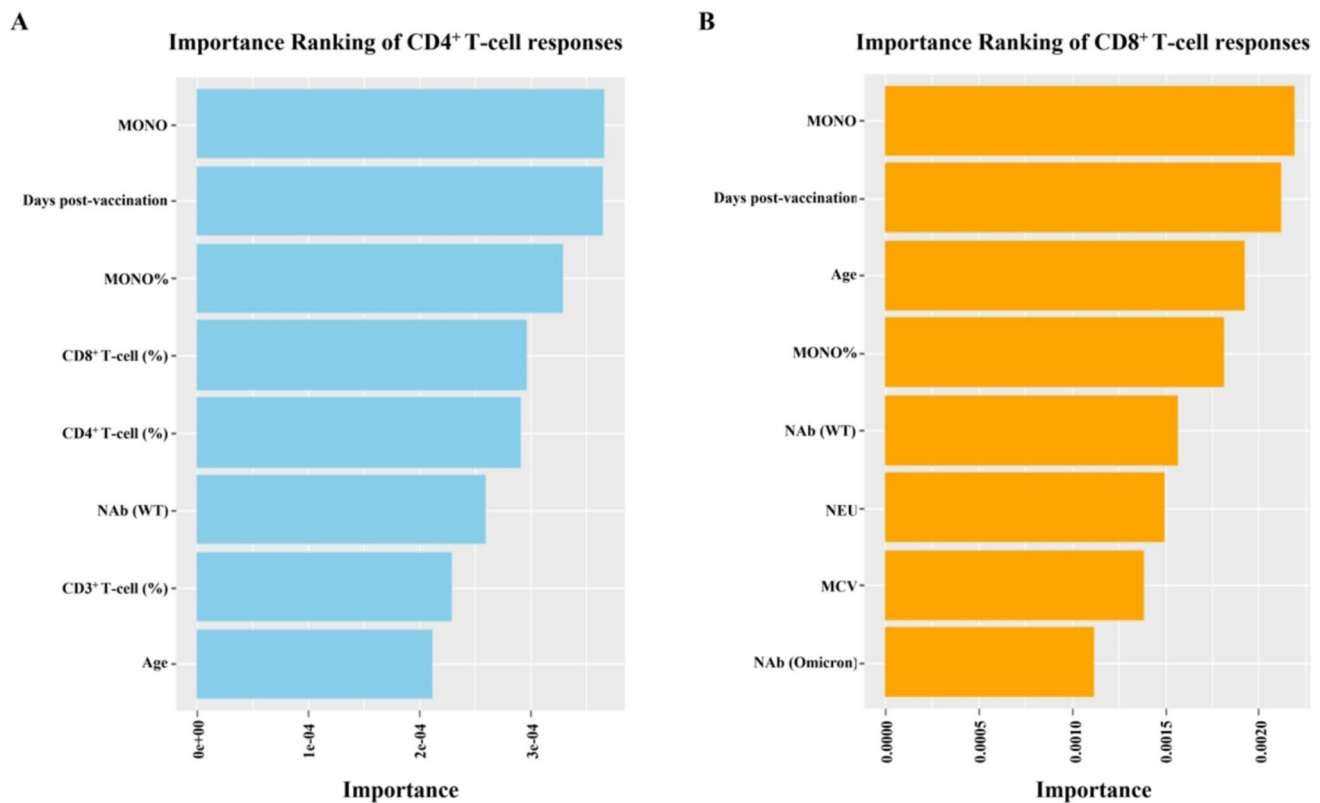 A
Importance Ranking of CD4⁺ T-cell responses
MONO
Days post-vaccination
MONO%
CD8⁺ T-cell (%)
CD4⁺ T-cell (%)
NAb (WT)
CD3⁺ T-cell (%)
Age
0e+00
1e-04
2e-04
3e-04
Importance
B
Importance Ranking of CD8⁺ T-cell responses
MONO
Days post-vaccination
Age
MONO%
NAb (WT)
NEU
MCV
NAb (Omicron)
0.0000
0.0005
0.0010
0.0015
0.0020
Importance